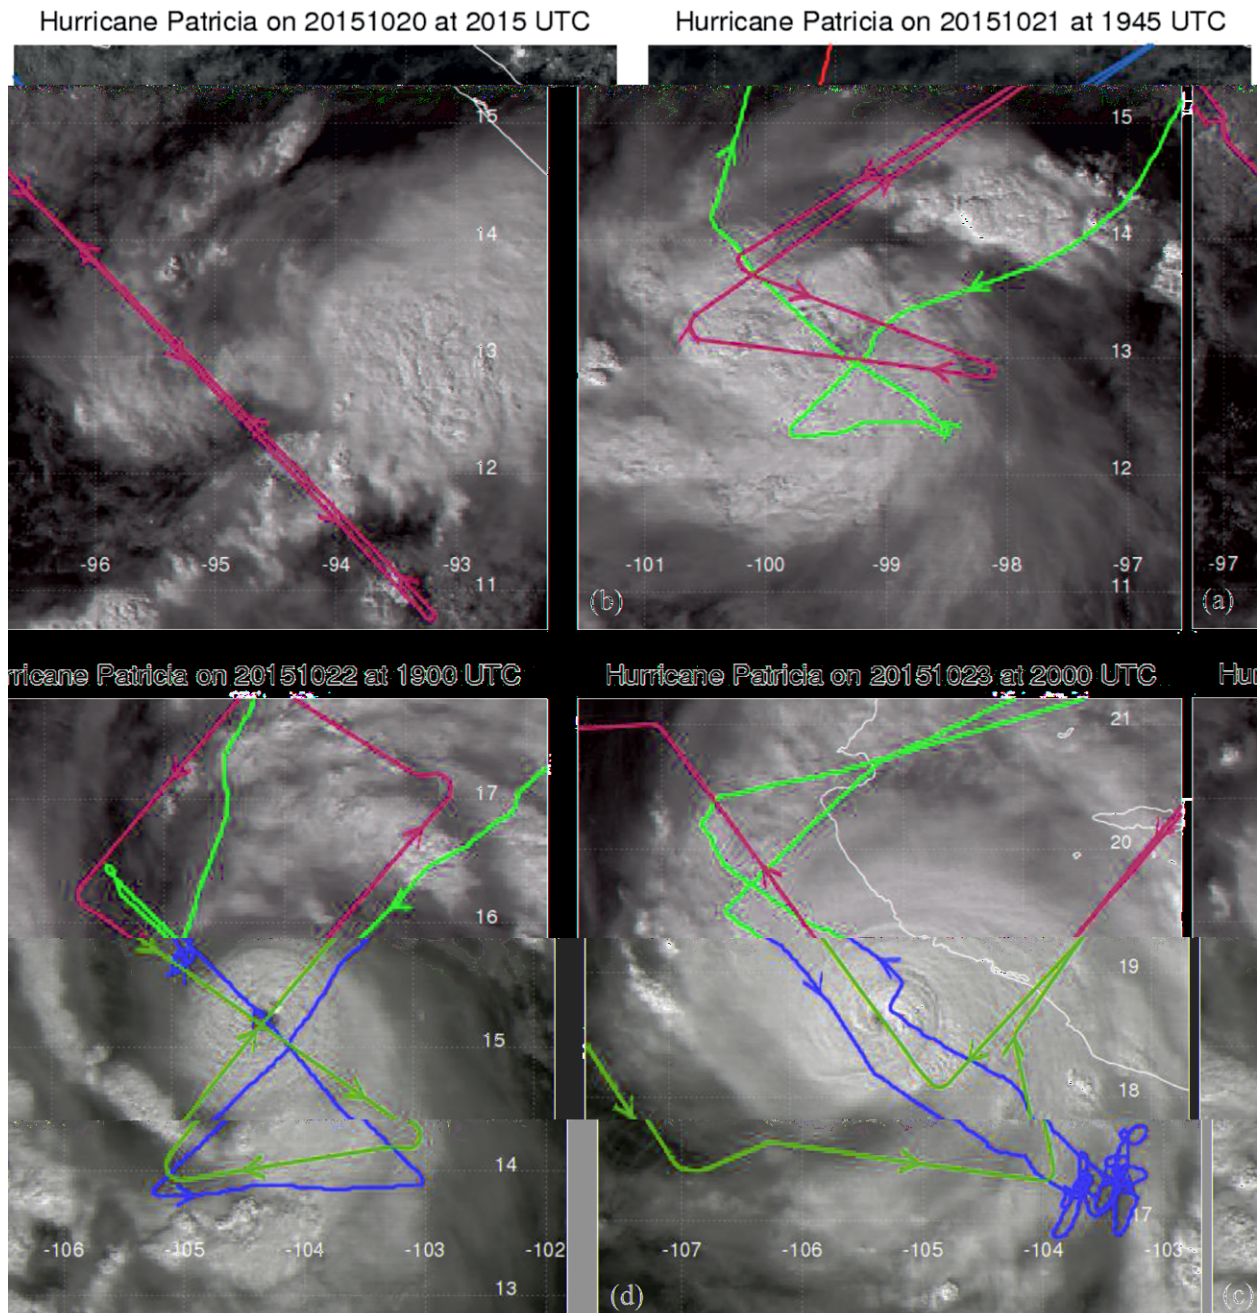 Hurricane Patricia on 20151020 at 2015 UTC
Hurricane Patricia on 20151021 at 1945 UTC
15
14
13
12
11
-96 -95 -94 -93
15
14
13
12
11
-101 -100 -99 -98 -97
(b)
-97
(a)
rricane Patricia on 20151022 at 1900 UTC
Hurricane Patricia on 20151023 at 2000 UTC
Hur
17
16
15
14
13
-106 -105 -104 -103 -102
21
20
19
18
17
-107 -106 -105 -104 -103
(d)
(c)